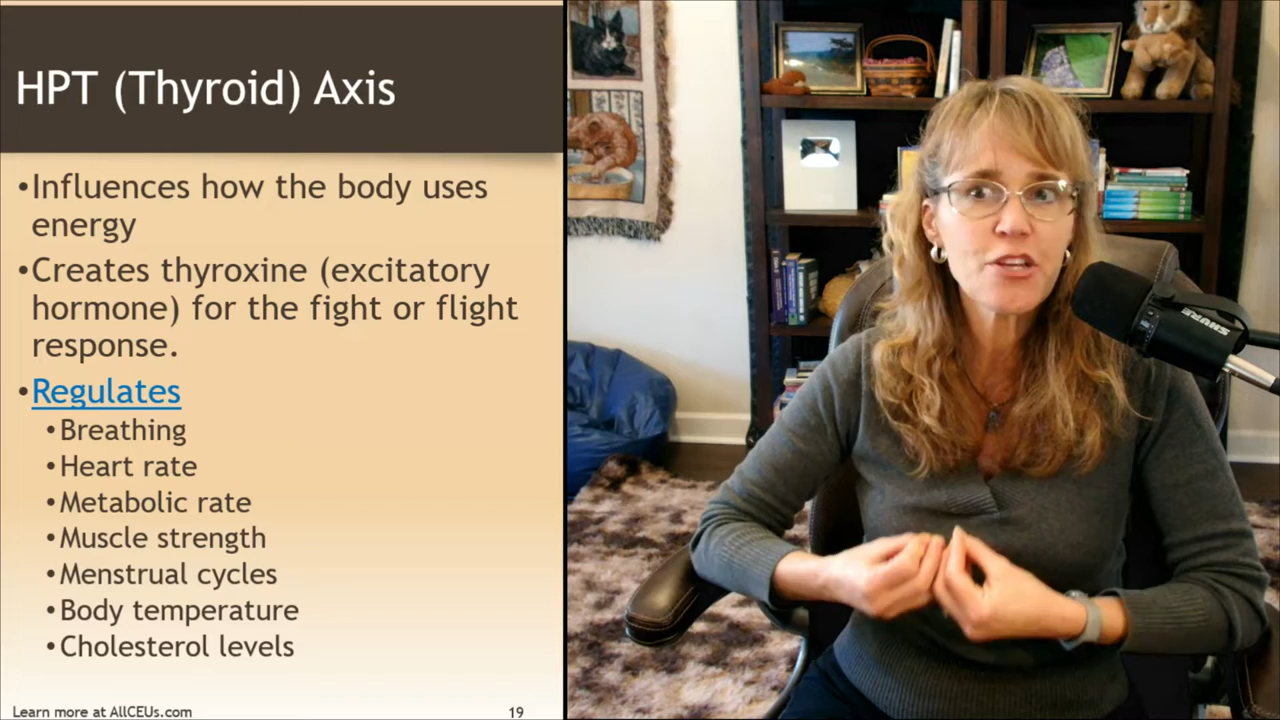 HPT (Thyroid) Axis
•Influences how the body uses
energy
•Creates thyroxine (excitatory
hormone) for the fight or flight
response.
•Regulates
•Breathing
•Heart rate
•Metabolic rate
•Muscle strength
•Menstrual cycles
•Body temperature
•Cholesterol levels
Learn more at AllCEUs.com
19
SHURE